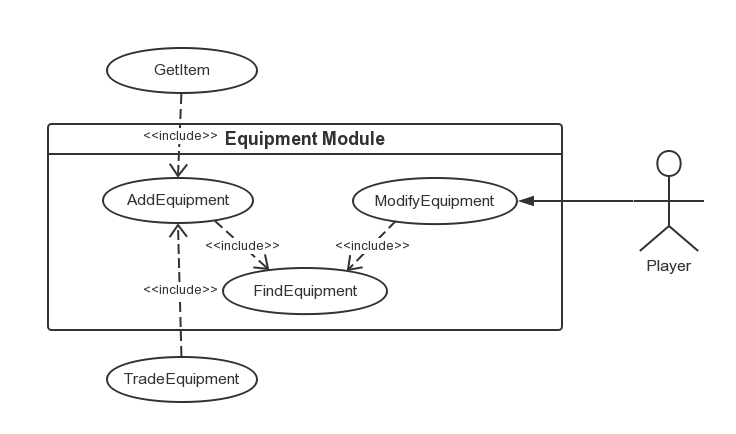 GetItem
<<include>>
Equipment Module
AddEquipment
ModifyEquipment
<<include>>
<<include>>
Player
<<include>>
FindEquipment
TradeEquipment